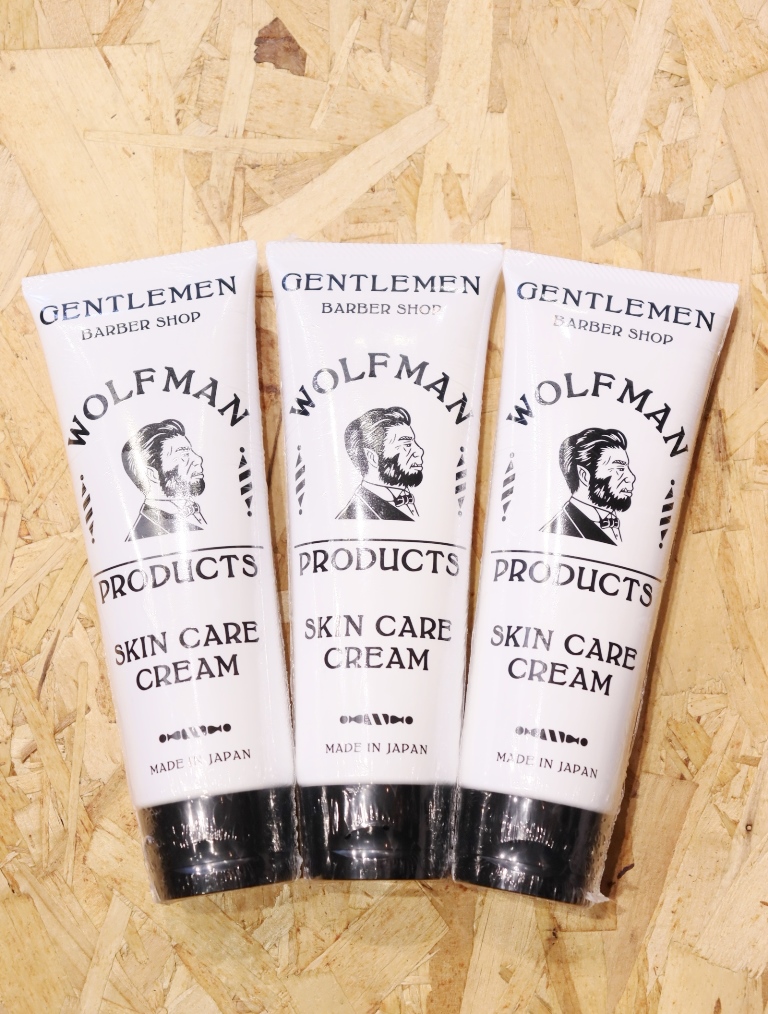 GENTLEMEN
BARBER SHOP
WOLFMAN
PRODUCTS
SKIN CARE
CREAM
MADE IN JAPAN
GENTLEMEN
BARBER SHOP
WOLFMAN
PRODUCTS
SKIN CARE
CREAM
MADE IN JAPAN
GENTLEMEN
BARBER SHOP
WOLFMAN
PRODUCTS
SKIN CARE
CREAM
MADE IN JAPAN